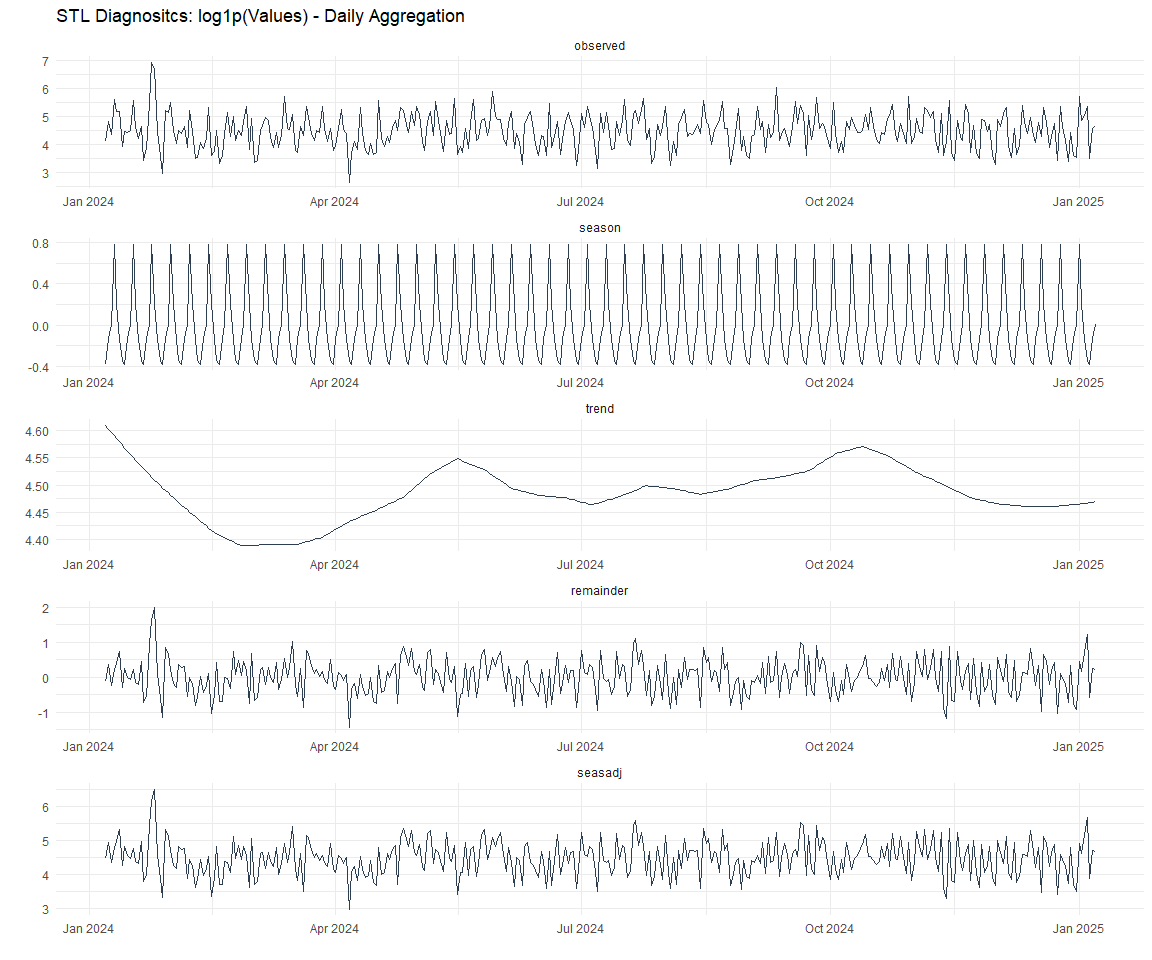 STL Diagnositcs: log1p(Values) - Daily Aggregation
observed
7
6
5
4
3
Jan 2024 Apr 2024 Jul 2024 Oct 2024 Jan 2025
season
0.8
0.4
0.0
-0.4
Jan 2024 Apr 2024 Jul 2024 Oct 2024 Jan 2025
trend
4.60
4.55
4.50
4.45
4.40
Jan 2024 Apr 2024 Jul 2024 Oct 2024 Jan 2025
remainder
2
1
0
-1
Jan 2024 Apr 2024 Jul 2024 Oct 2024 Jan 2025
seasadj
6
5
4
3
Jan 2024 Apr 2024 Jul 2024 Oct 2024 Jan 2025